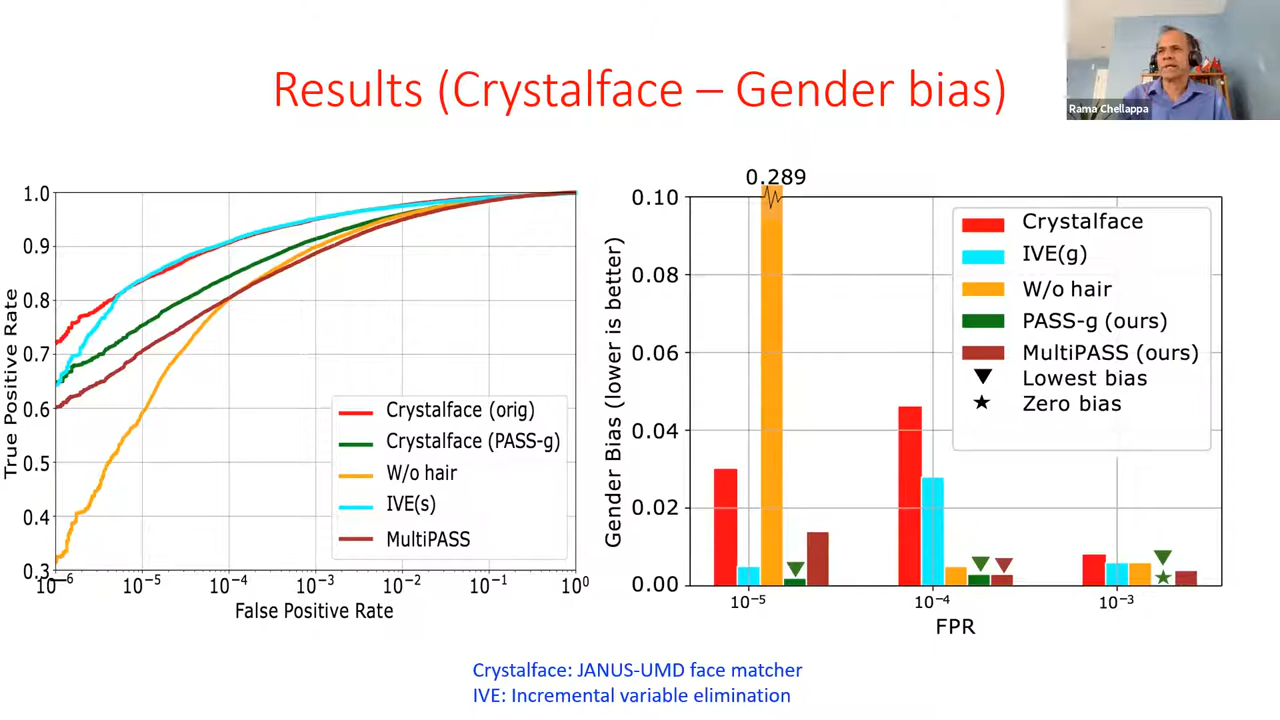 Results (Crystalface – Gender bias)
Rama Chellappa
1.0
0.9
0.8
0.7
0.6
0.5
0.4
0.3
True Positive Rate
10⁻⁶
10⁻⁵
10⁻⁴
10⁻³
10⁻²
10⁻¹
10⁰
False Positive Rate
Crystalface (orig)
Crystalface (PASS-g)
W/o hair
IVE(s)
MultiPASS
0.289
0.10
0.08
0.06
0.04
0.02
0.00
Gender Bias (lower is better)
10⁻⁵
10⁻⁴
10⁻³
FPR
Crystalface
IVE(g)
W/o hair
PASS-g (ours)
MultiPASS (ours)
Lowest bias
Zero bias
Crystalface: JANUS-UMD face matcher
IVE: Incremental variable elimination